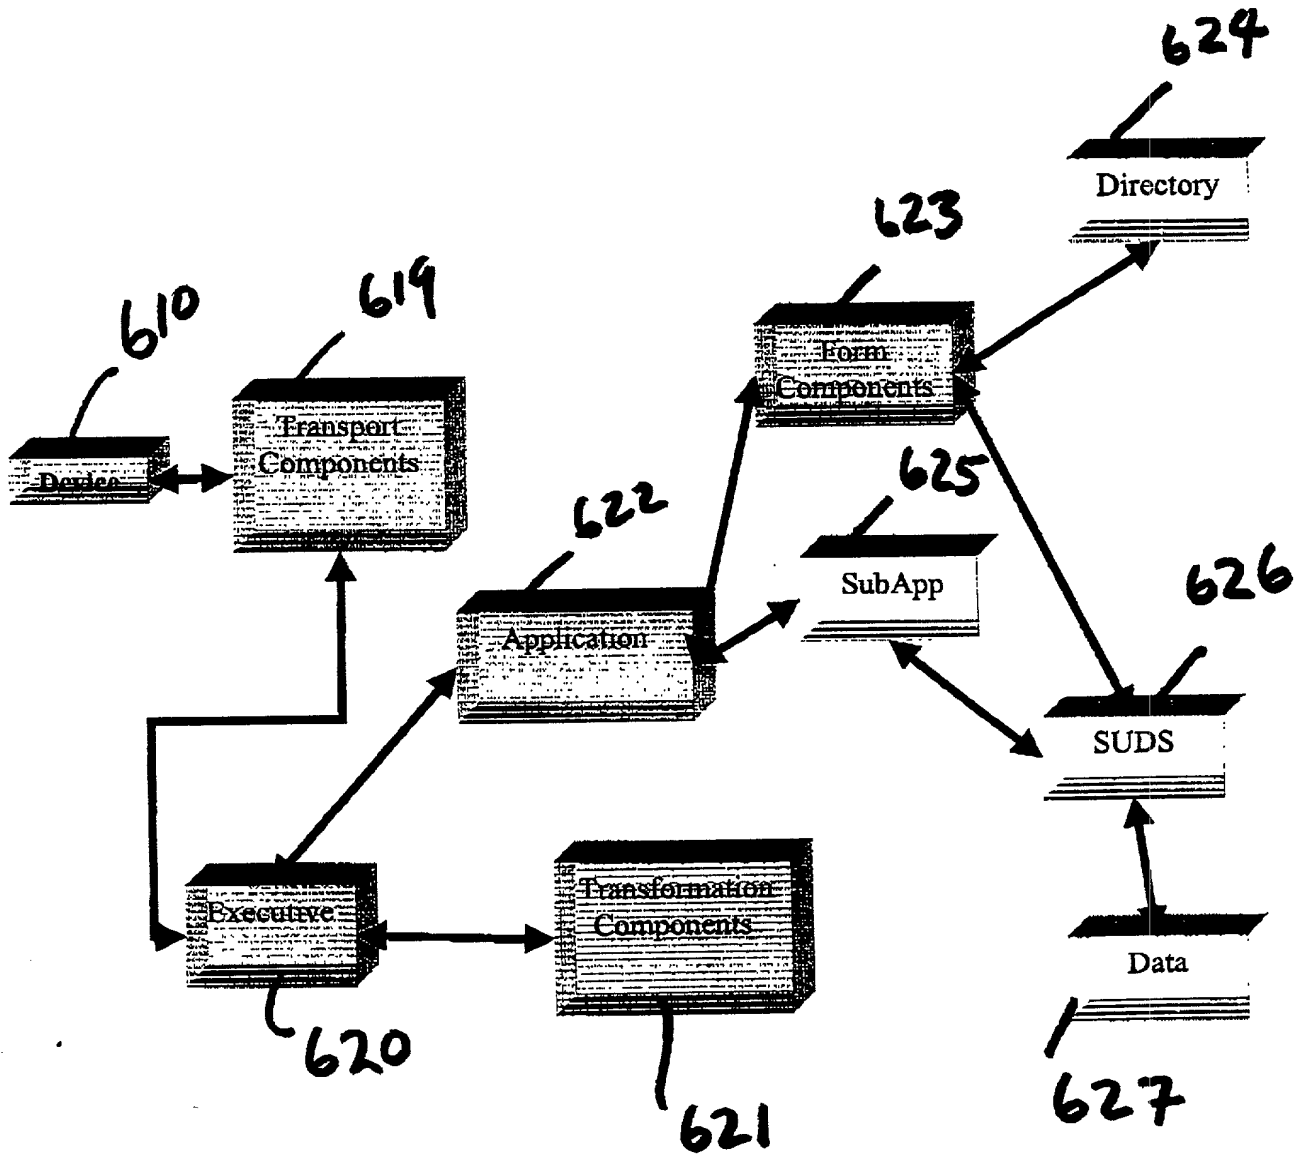 624
Directory
623
Form
Components
610
619
Transport
Components
Device
625
622
SubApp
626
Application
SUDS
Executive
Transformation
Components
Data
620
621
627